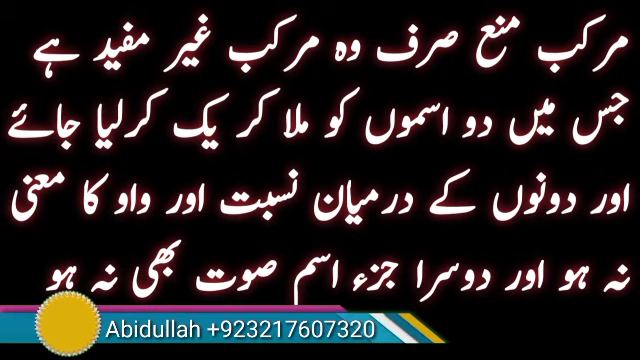 مرکب منع صرف وہ مرکب غیر مفید ہے
جس میں دو اسموں کو ملا کر یک کرلیا جائے
اور دونوں کے درمیان نسبت اور واو کا معنی
نہ ہو اور دوسرا جزء اسم صوت بھی نہ ہو
Abidullah +923217607320